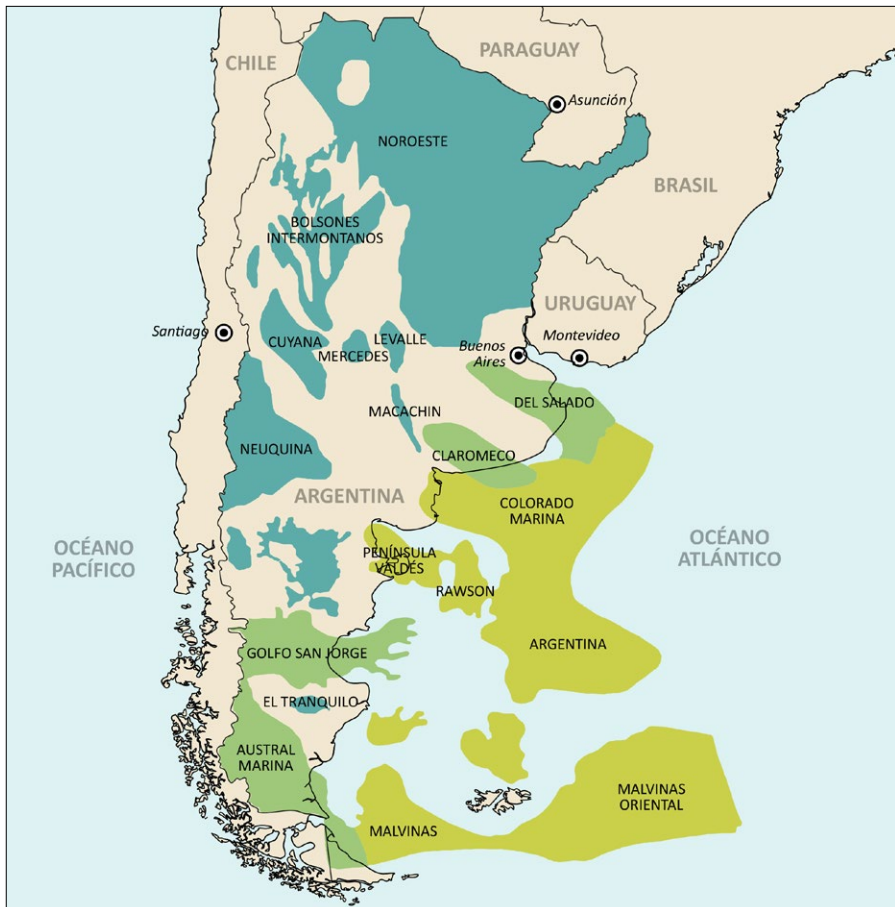 PARAGUAY
CHILE
Asunción
NOROESTE
BRASIL
BOLSONES
INTERMONTANOS
URUGUAY
Santiago
CUYANA
MERCEDES
LEVALLE
Buenos
Aires
Montevideo
MACACHIN
DEL SALADO
NEUQUINA
CLAROMECO
ARGENTINA
COLORADO
MARINA
OCÉANO
PACÍFICO
OCÉANO
ATLÁNTICO
PENÍNSULA
VALDÉS
RAWSON
ARGENTINA
GOLFO SAN JORGE
EL TRANQUILO
AUSTRAL
MARINA
MALVINAS
ORIENTAL
MALVINAS